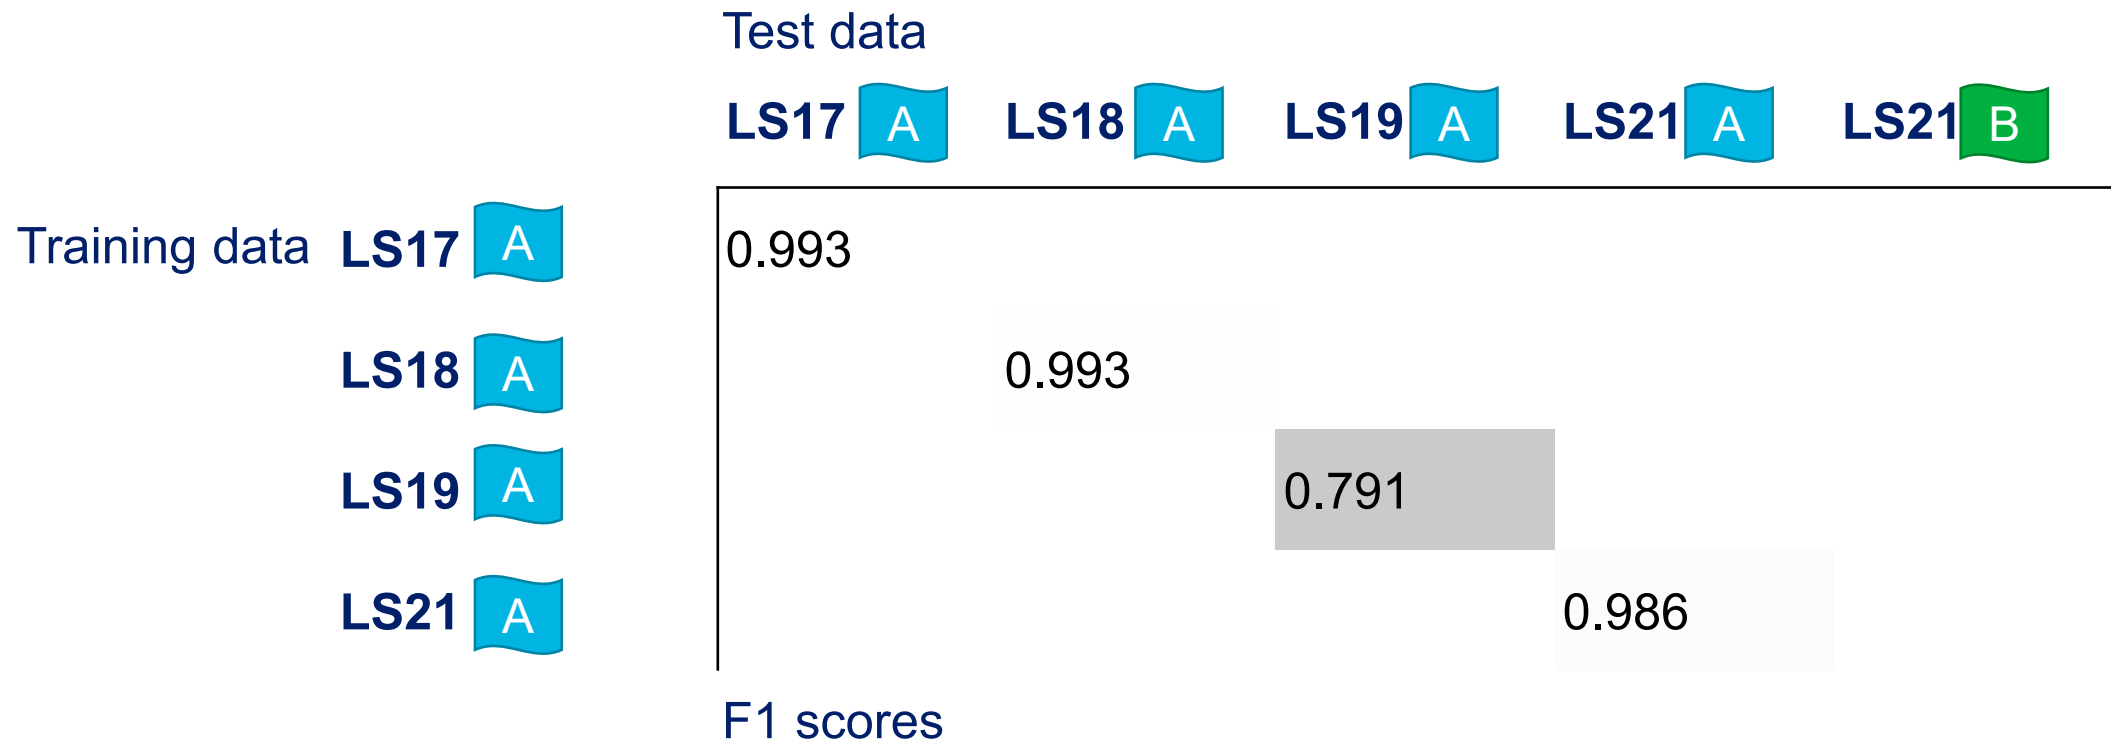 Test data
LS17 A LS18 A LS19 A LS21 A LS21 B
Training data LS17 A 0.993
LS18 A 0.993
LS19 A 0.791
LS21 A 0.986
F1 scores